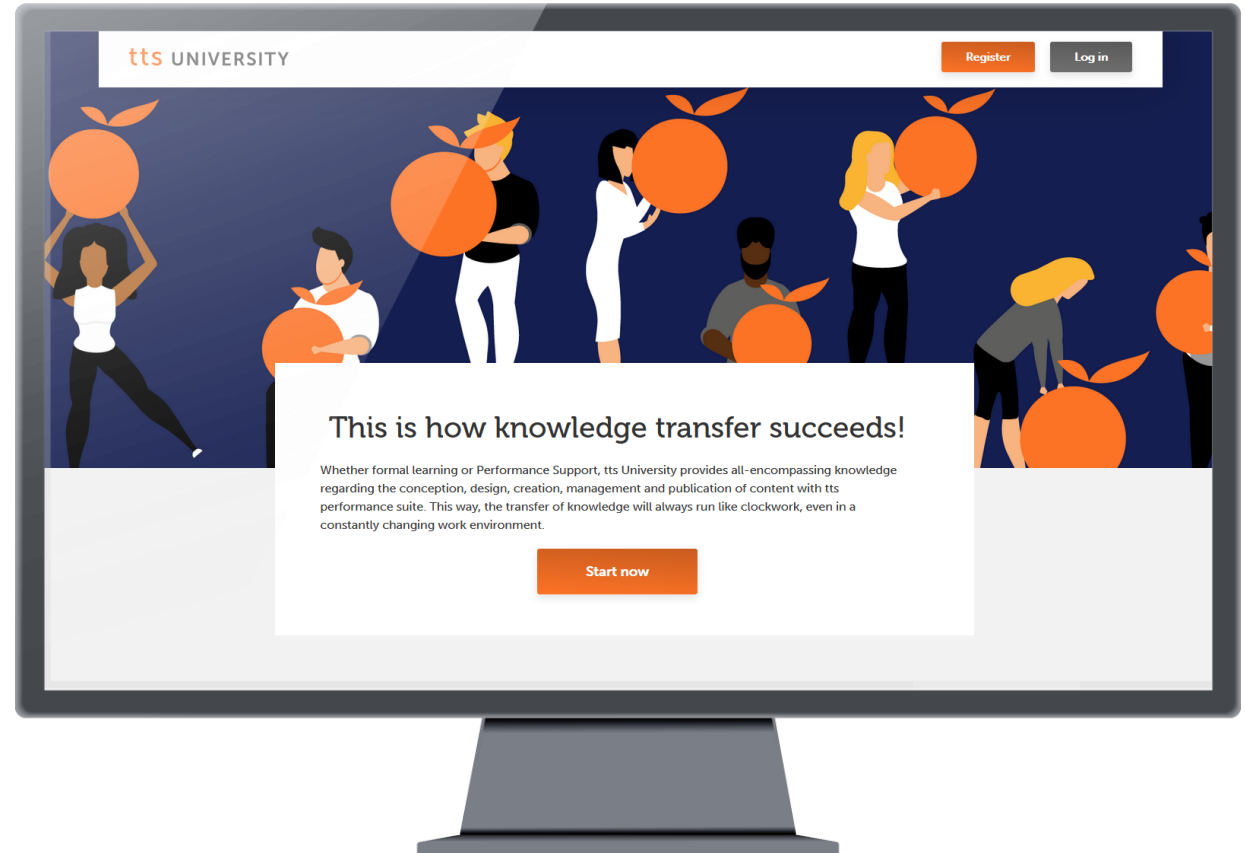 tts UNIVERSITY
Register
Log in
This is how knowledge transfer succeeds!
Whether formal learning or Performance Support, tts University provides all-encompassing knowledge
regarding the conception, design, creation, management and publication of content with tts
performance suite. This way, the transfer of knowledge will always run like clockwork, even in a
constantly changing work environment.
Start now